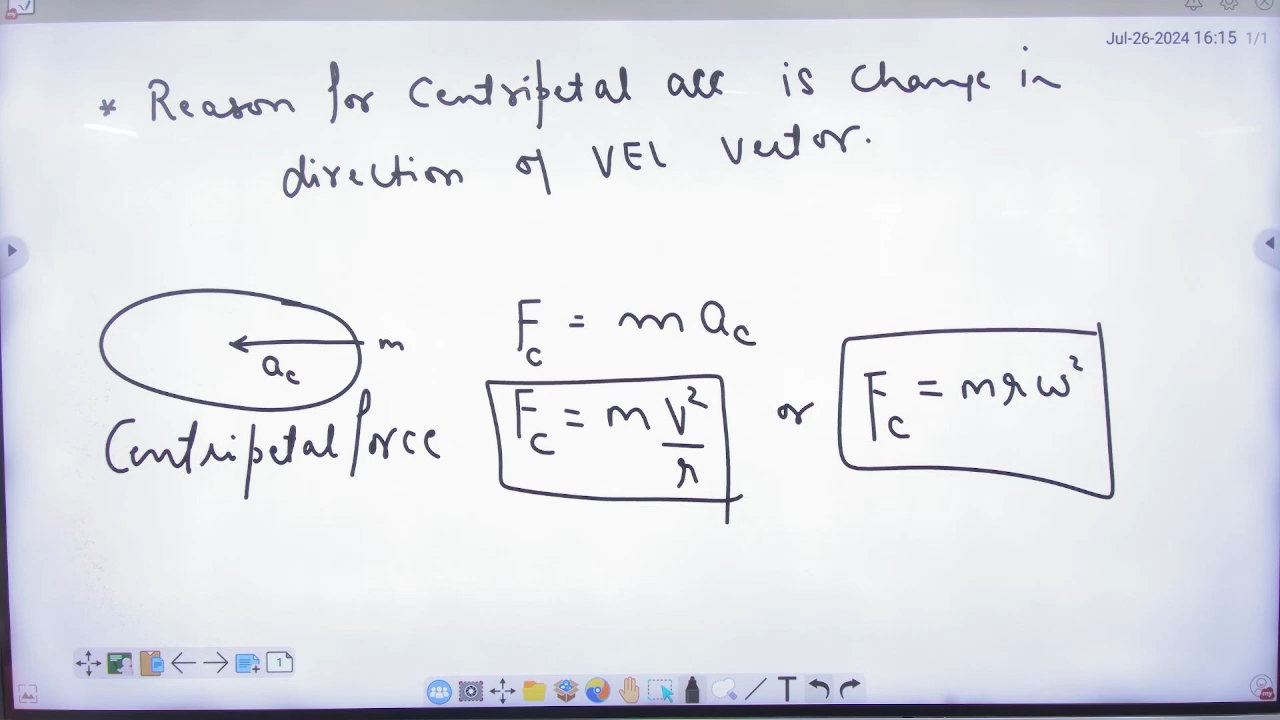 Jul-26-2024 16:15 1/1
* Reason for Centripetal acc is change in
direction of VEL vector.
m
a_c
Centripetal force
F_c = m a_c
F_c = m v²/r or F_c = m r ω²
1
T